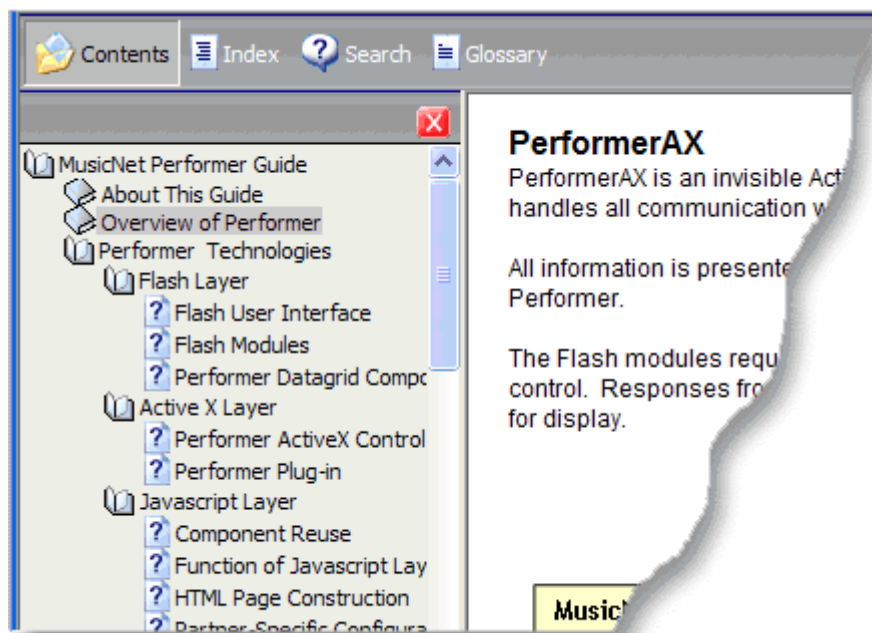 Contents Index Search Glossary
MusicNet Performer Guide
About This Guide
Overview of Performer
Performer Technologies
Flash Layer
Flash User Interface
Flash Modules
Performer Datagrid Compo
Active X Layer
Performer ActiveX Control
Performer Plug-in
Javascript Layer
Component Reuse
Function of Javascript Lay
HTML Page Construction
Partner-Specific Configura
PerformerAX
PerformerAX is an invisible Acti
handles all communication w
All information is presente
Performer.
The Flash modules requ
control. Responses fro
for display.
Music